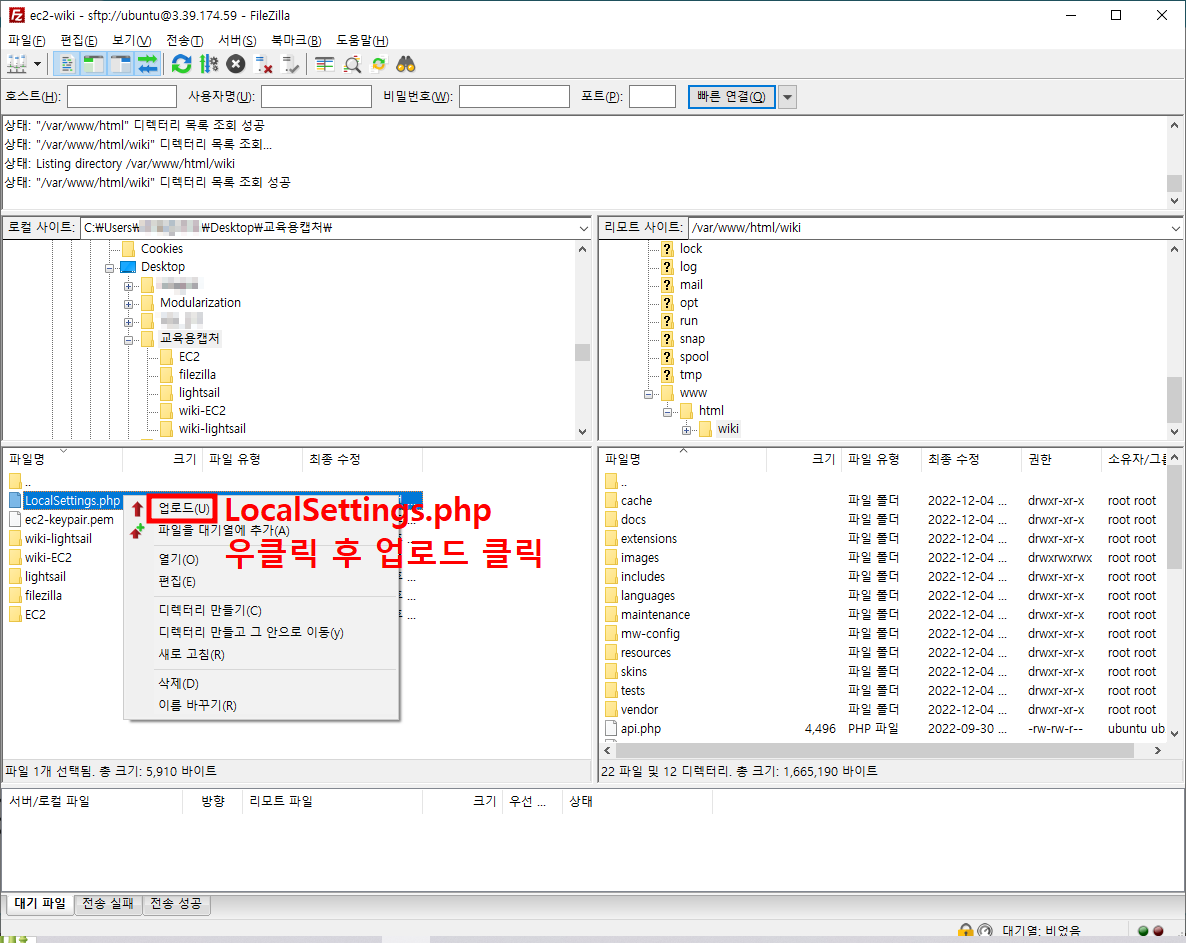 ec2-wiki - sftp://ubuntu@3.39.174.59 - FileZilla
파일(F) 편집(E) 보기(V) 전송(T) 서버(S) 북마크(B) 도움말(H)
호스트(H): 사용자명(U): 비밀번호(W): 포트(P): 빠른 연결(Q)
상태: "/var/www/html" 디렉터리 목록 조회 성공
상태: "/var/www/html/wiki" 디렉터리 목록 조회...
상태: Listing directory /var/www/html/wiki
상태: "/var/www/html/wiki" 디렉터리 목록 조회 성공
로컬 사이트: C:₩Users₩ ₩Desktop₩교육용캡처₩
Cookies
Desktop
Modularization
교육용캡처
EC2
filezilla
lightsail
wiki-EC2
wiki-lightsail
리모트 사이트: /var/www/html/wiki
lock
log
mail
opt
run
snap
spool
tmp
www
html
wiki
파일명 크기 파일 유형 최종 수정
..
LocalSettings.php
ec2-keypair.pem
wiki-lightsail
wiki-EC2
lightsail
filezilla
EC2
업로드(U)
파일을 대기열에 추가(A)
열기(O)
편집(E)
디렉터리 만들기(C)
디렉터리 만들고 그 안으로 이동(y)
새로 고침(R)
삭제(D)
이름 바꾸기(R)
LocalSettings.php
우클릭 후 업로드 클릭
파일 1개 선택됨. 총 크기: 5,910 바이트
파일명 크기 파일 유형 최종 수정 권한 소유자/그룹
..
cache 파일 폴더 2022-12-04 ... drwxr-xr-x root root
docs 파일 폴더 2022-12-04 ... drwxr-xr-x root root
extensions 파일 폴더 2022-12-04 ... drwxr-xr-x root root
images 파일 폴더 2022-12-04 ... drwxrwxrwx root root
includes 파일 폴더 2022-12-04 ... drwxr-xr-x root root
languages 파일 폴더 2022-12-04 ... drwxr-xr-x root root
maintenance 파일 폴더 2022-12-04 ... drwxr-xr-x root root
mw-config 파일 폴더 2022-12-04 ... drwxr-xr-x root root
resources 파일 폴더 2022-12-04 ... drwxr-xr-x root root
skins 파일 폴더 2022-12-04 ... drwxr-xr-x root root
tests 파일 폴더 2022-12-04 ... drwxr-xr-x root root
vendor 파일 폴더 2022-12-04 ... drwxr-xr-x root root
api.php 4,496 PHP 파일 2022-09-30 ... -rw-rw-r-- ubuntu ub
22 파일 및 12 디렉터리. 총 크기: 1,665,190 바이트
서버/로컬 파일 방향 리모트 파일 크기 우선 ... 상태
대기 파일 전송 실패 전송 성공
대기열: 비었음